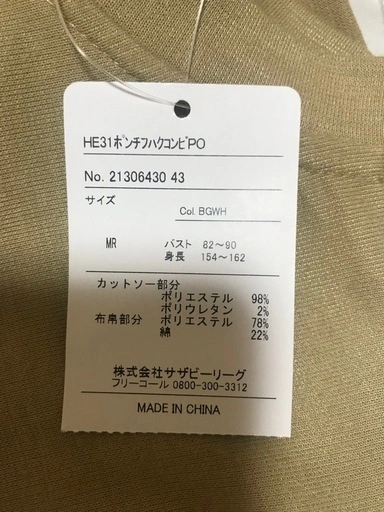 HE31ﾎﾟﾝﾁﾌﾊｸｺﾝﾋﾞPO
No. 21306430 43
サイズ
Col. BGWH
MR バスト 82～90
身長 154～162
カットソー部分
ポリエステル 98%
ポリウレタン 2%
布帛部分 ポリエステル 78%
綿 22%
株式会社サザビーリーグ
フリーコール 0800-300-3312
MADE IN CHINA